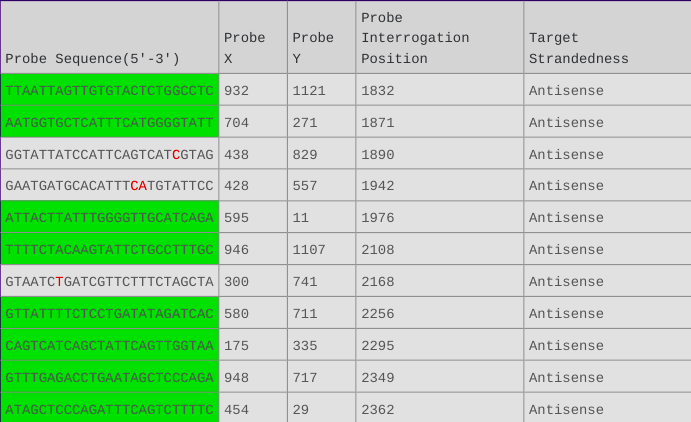 Probe Sequence(5'-3') Probe X Probe Y Probe Interrogation Position Target Strandedness
TTAATTAGTTGTGTACTCTGGCCTC 932 1121 1832 Antisense
AATGGTGCTCATTTCATGGGGTATT 704 271 1871 Antisense
GGTATTATCCATTCAGTCATCGTAG 438 829 1890 Antisense
GAATGATGCACATTTCATGTATTCC 428 557 1942 Antisense
ATTACTTATTTGGGGTTGCATCAGA 595 11 1976 Antisense
TTTTCTACAAGTATTCTGCCTTTGC 946 1107 2108 Antisense
GTAATCTGATCGTTCTTTCTAGCTA 300 741 2168 Antisense
GTTATTTTCTCCTGATATAGATCAC 580 711 2256 Antisense
CAGTCATCAGCTATTCAGTTGGTAA 175 335 2295 Antisense
GTTTGAGACCTGAATAGCTCCCAGA 948 717 2349 Antisense
ATAGCTCCCAGATTTCAGTCTTTTC 454 29 2362 Antisense